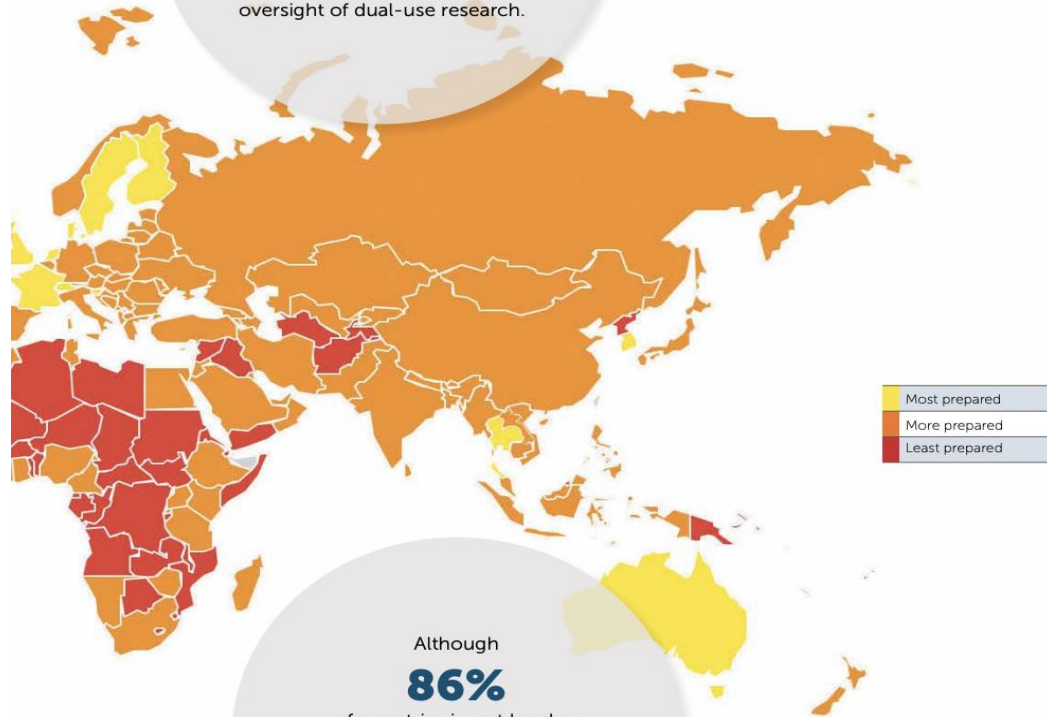 oversight of dual-use research.
Most prepared
More prepared
Least prepared
Although
86%